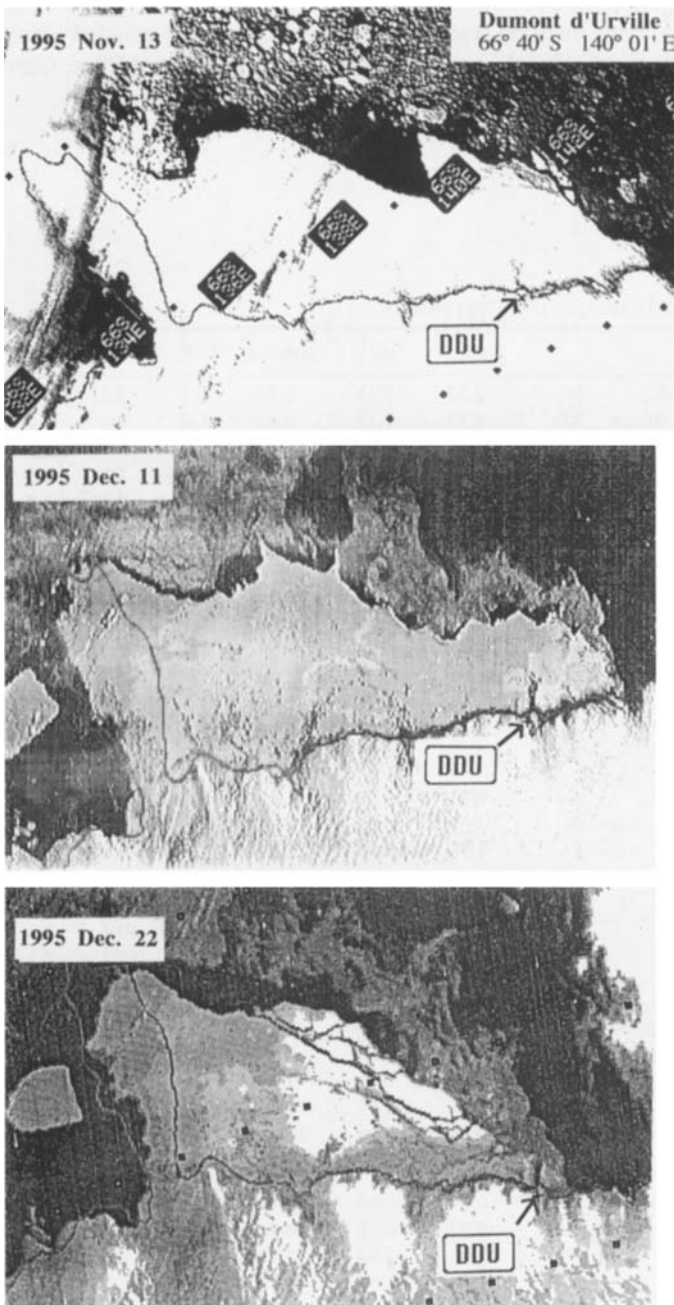 1995 Nov. 13
Dumont d'Urville
66° 40' S 140° 01' E
66S
142E
66S
140E
66S
138E
66S
136E
66S
134E
DDU
1995 Dec. 11
DDU
1995 Dec. 22
DDU